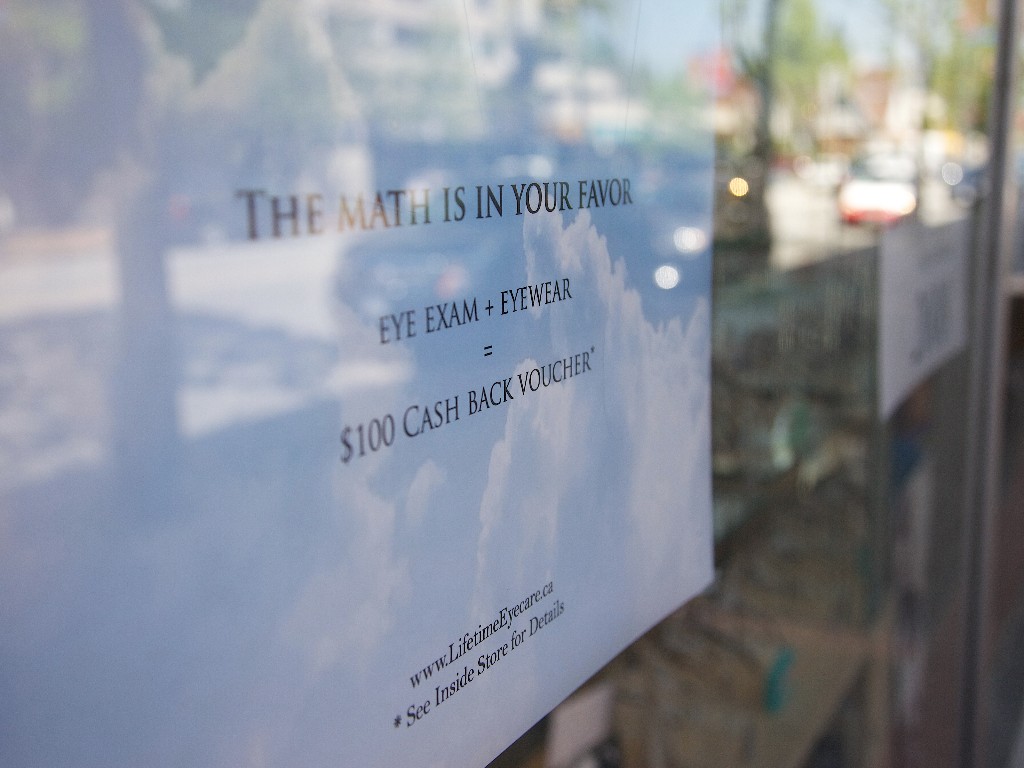 THE MATH IS IN YOUR FAVOR
EYE EXAM + EYEWEAR
=
$100 CASH BACK VOUCHER*
www.LifetimeEyecare.ca
* See Inside Store for Details